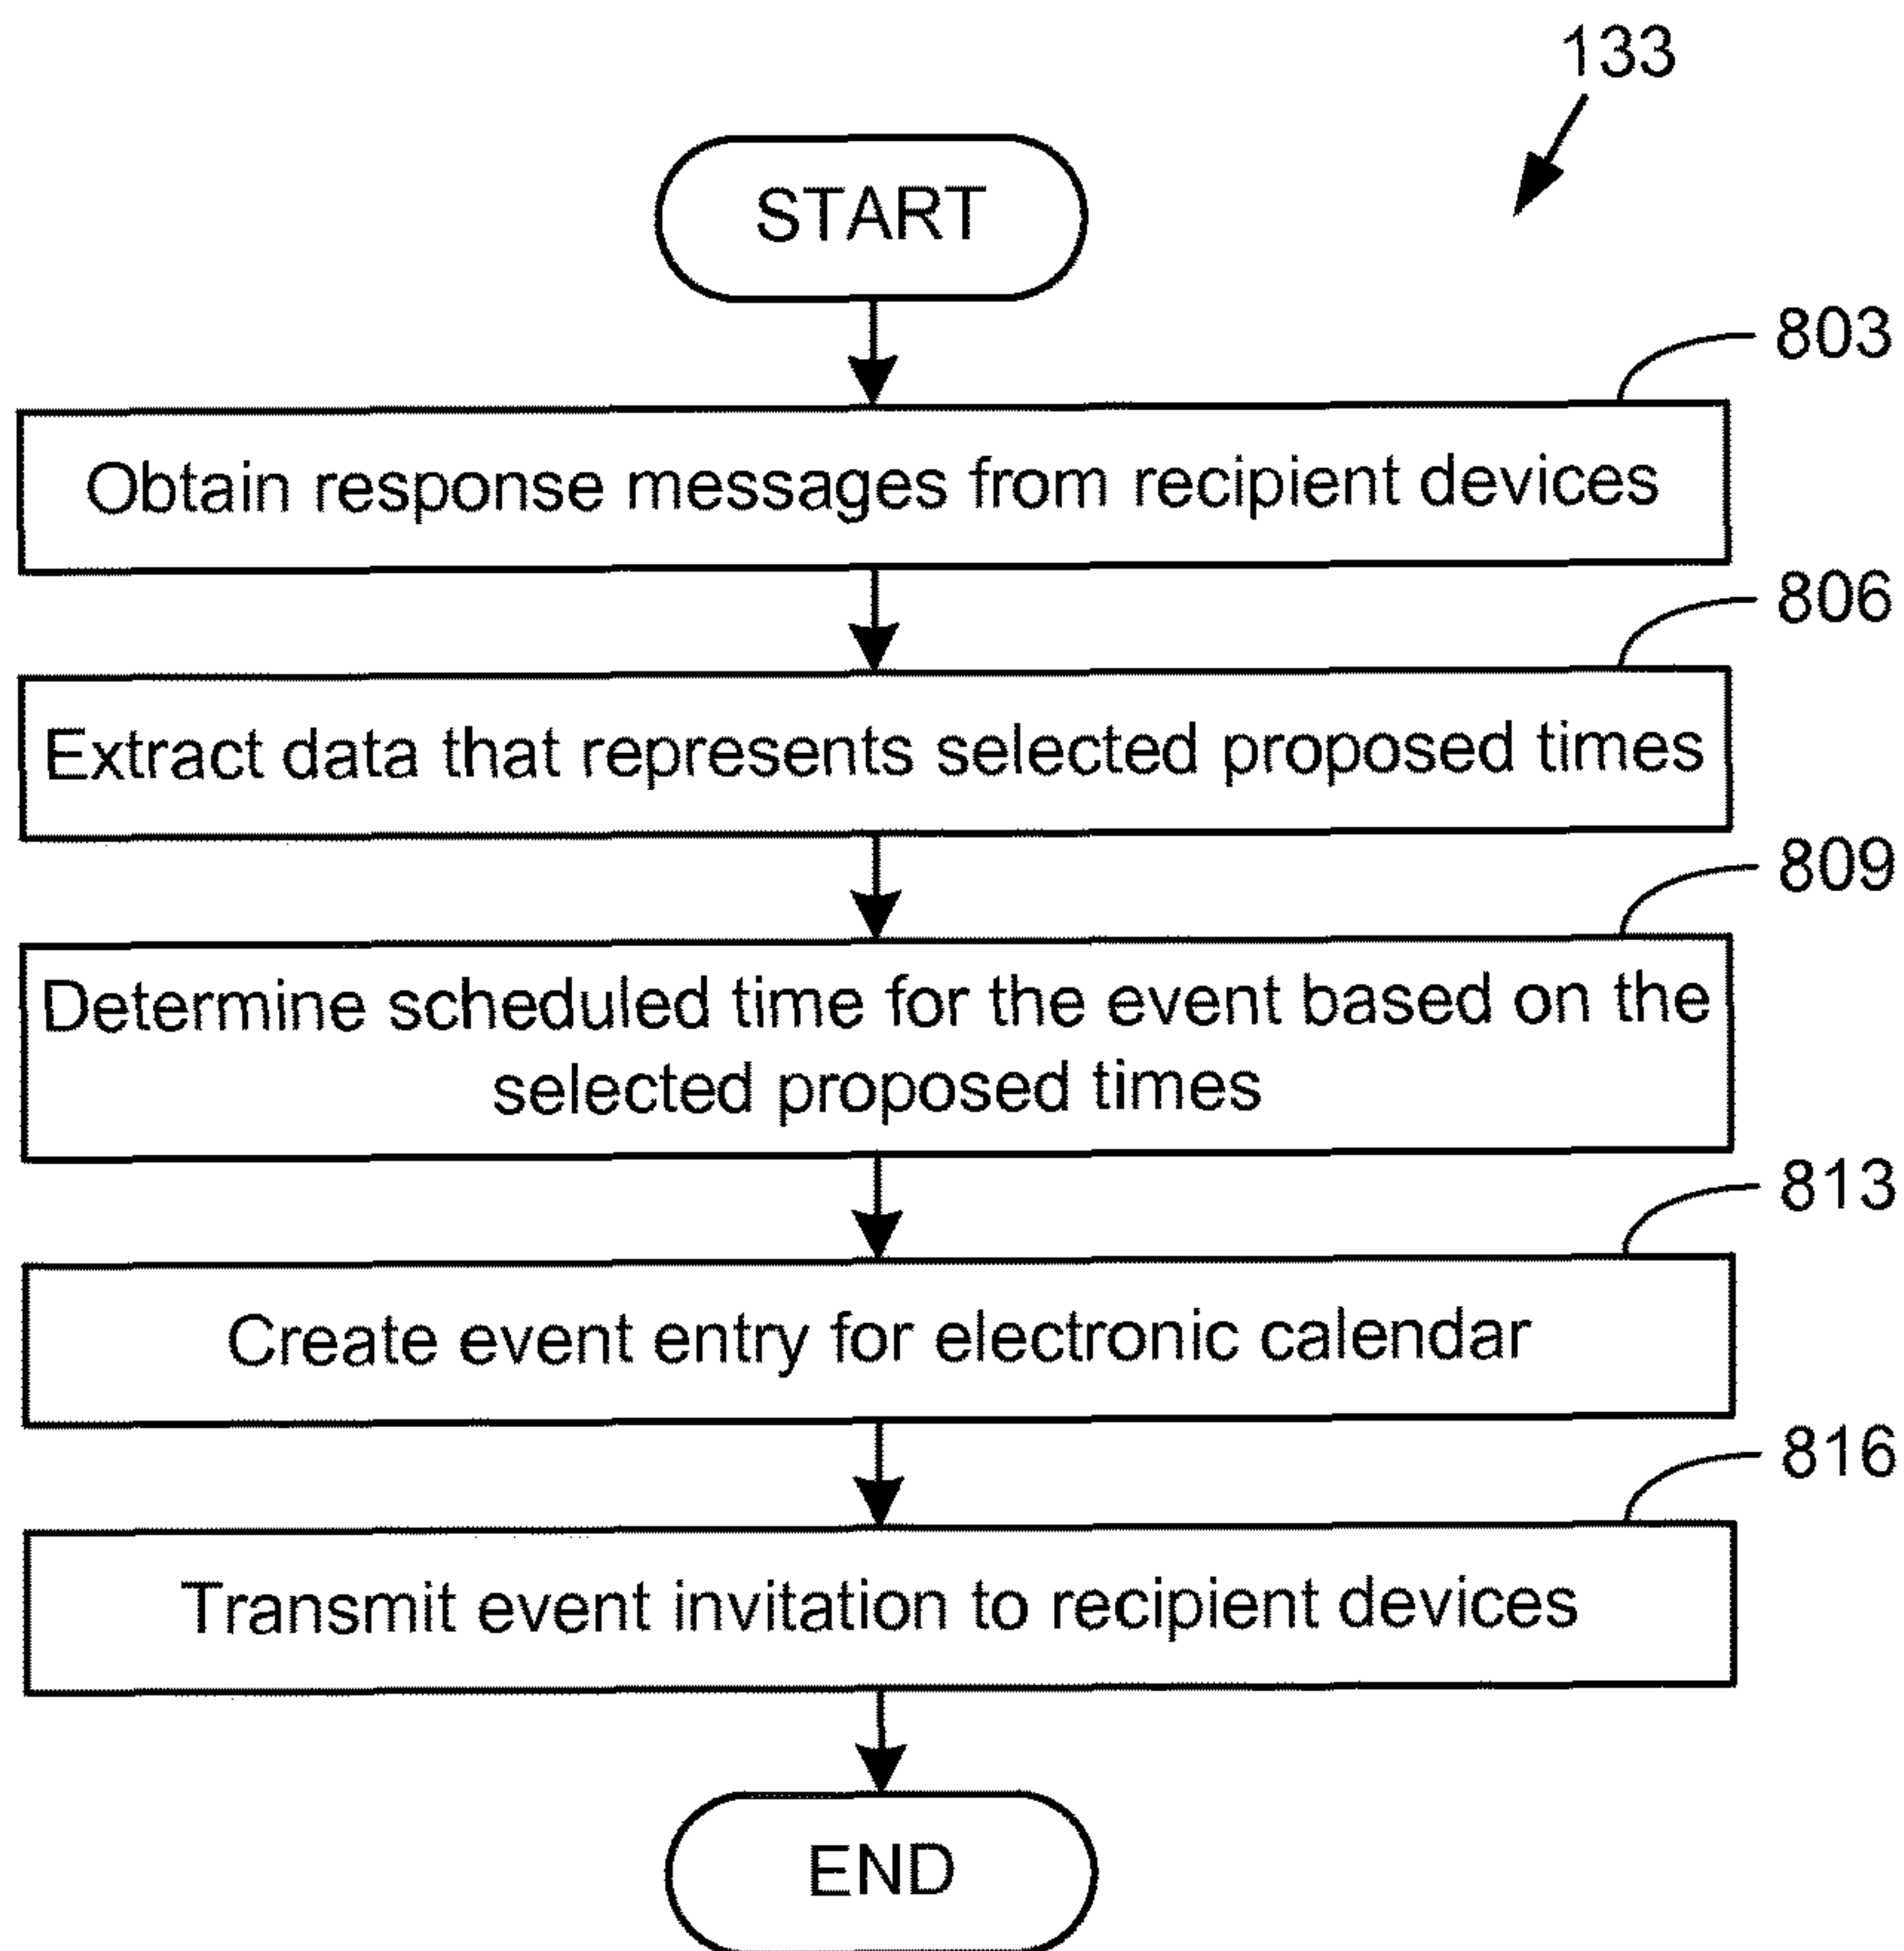 133
START
803
Obtain response messages from recipient devices
806
Extract data that represents selected proposed times
809
Determine scheduled time for the event based on the
selected proposed times
813
Create event entry for electronic calendar
816
Transmit event invitation to recipient devices
END